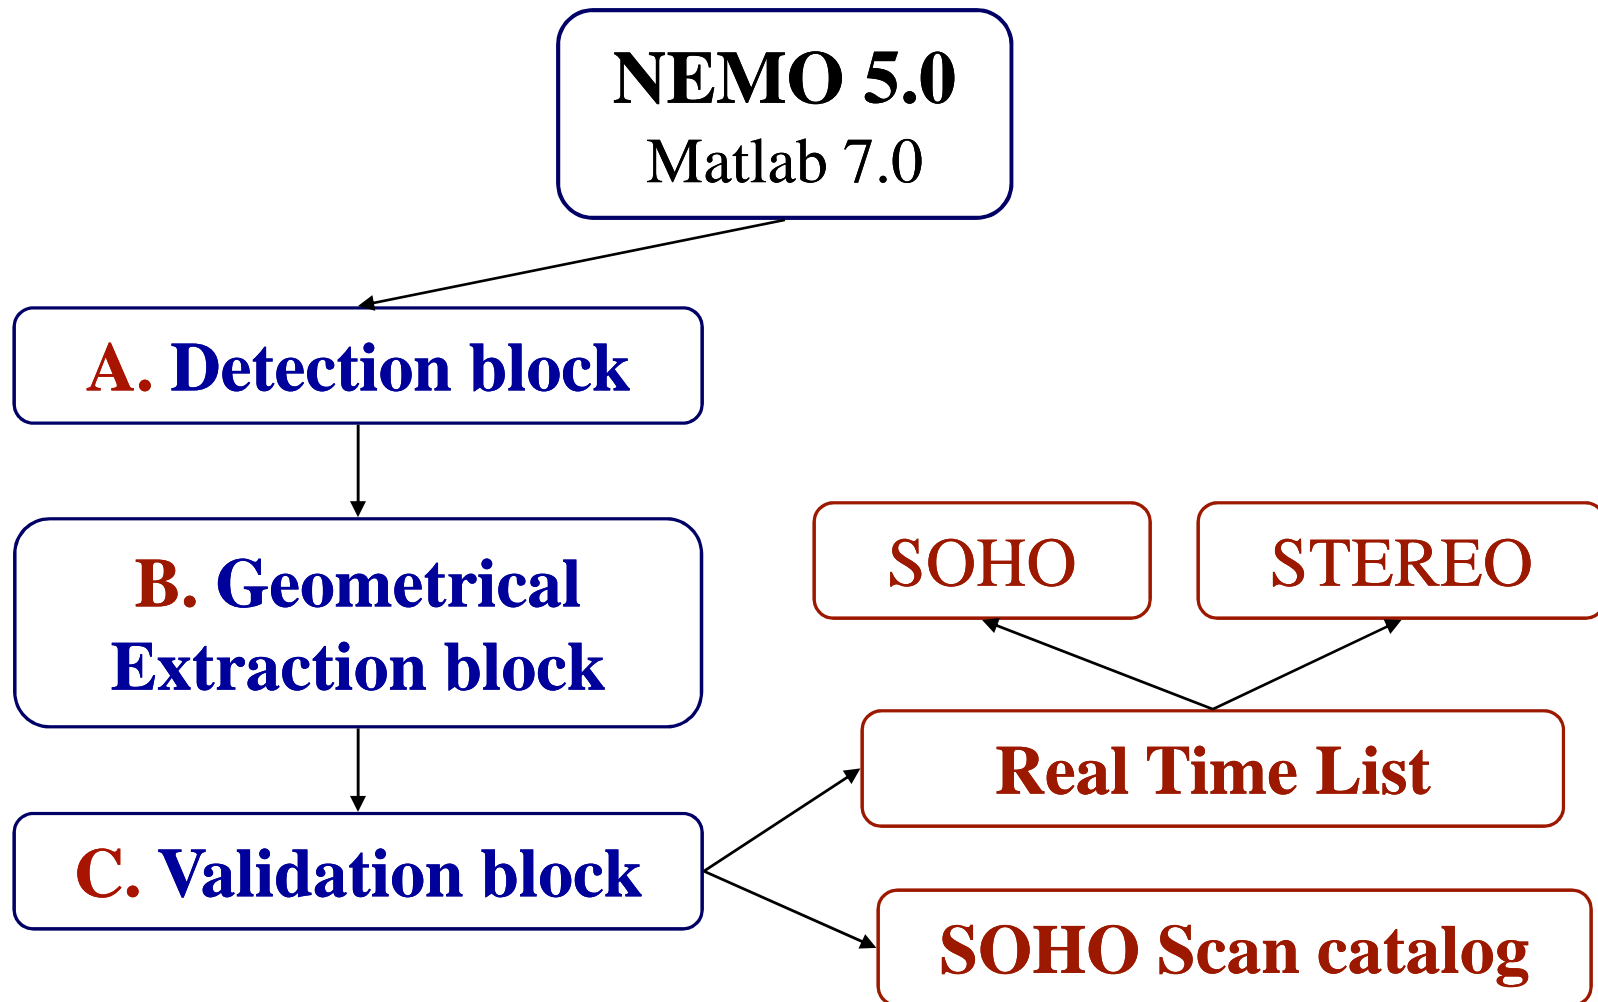 NEMO 5.0
Matlab 7.0
A. Detection block
B. Geometrical
Extraction block
C. Validation block
SOHO
STEREO
Real Time List
SOHO Scan catalog